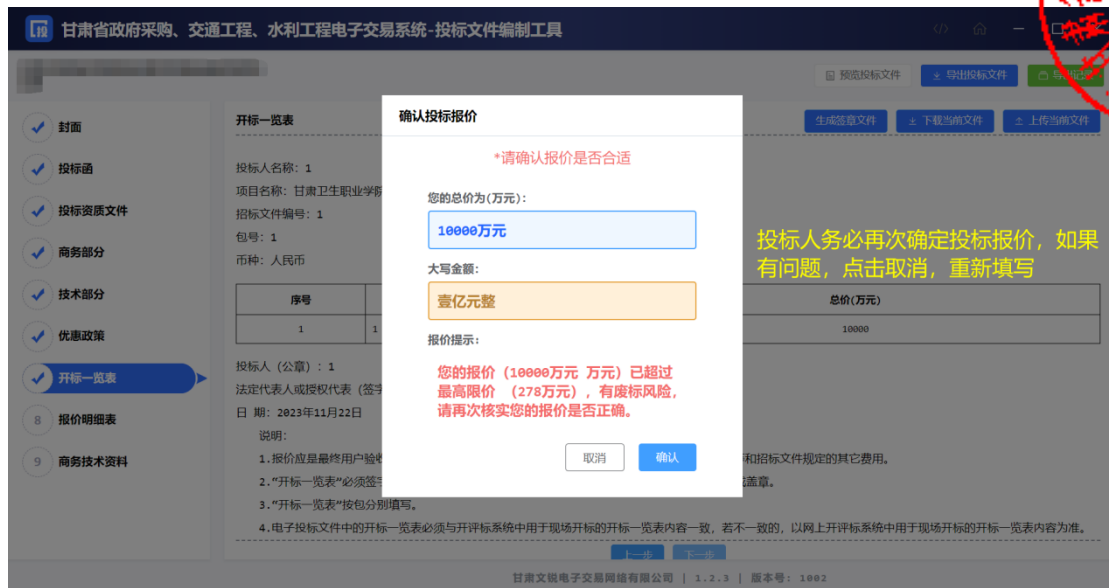 甘肃省政府采购、交通工程、水利工程电子交易系统-投标文件编制工具
预览投标文件
导出投标文件
封面
投标函
投标资质文件
商务部分
技术部分
优惠政策
开标一览表
8 报价明细表
9 商务技术资料
开标一览表
生成签章文件
下载当前文件
上传当前文件
投标人名称: 1
项目名称: 甘肃卫生职业学院
招标文件编号: 1
包号: 1
币种: 人民币
序号
总价(万元)
1
1
10000
投标人（公章）: 1
法定代表人或授权代表（签字
日 期: 2023年11月22日
说明:
1.报价应是最终用户验收
和招标文件规定的其它费用。
2.“开标一览表”必须签字
盖章。
3.“开标一览表”按包分别填写。
4.电子投标文件中的开标一览表必须与开评标系统中用于现场开标的开标一览表内容一致，若不一致的，以网上开评标系统中用于现场开标的开标一览表内容为准。
上一步
下一步
确认投标报价
*请确认报价是否合适
您的总价为(万元):
10000万元
大写金额:
壹亿元整
报价提示:
您的报价（10000万元 万元）已超过
最高限价 （278万元），有废标风险，
请再次核实您的报价是否正确。
取消
确认
投标人务必再次确定投标报价，如果
有问题，点击取消，重新填写
甘肃文锐电子交易网络有限公司 | 1.2.3 | 版本号: 1002